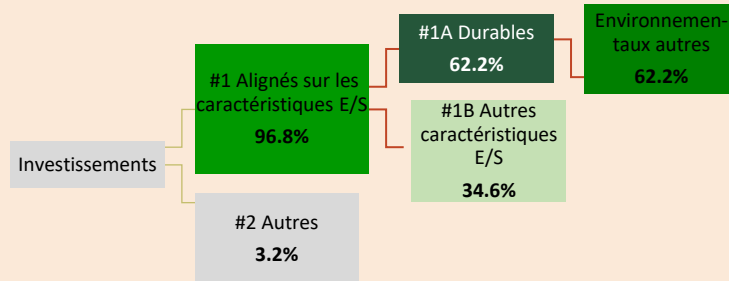 Investissements
#1 Alignés sur les
caractéristiques E/S
96.8%
#2 Autres
3.2%
#1A Durables
62.2%
#1B Autres
caractéristiques
E/S
34.6%
Environnemen-
taux autres
62.2%